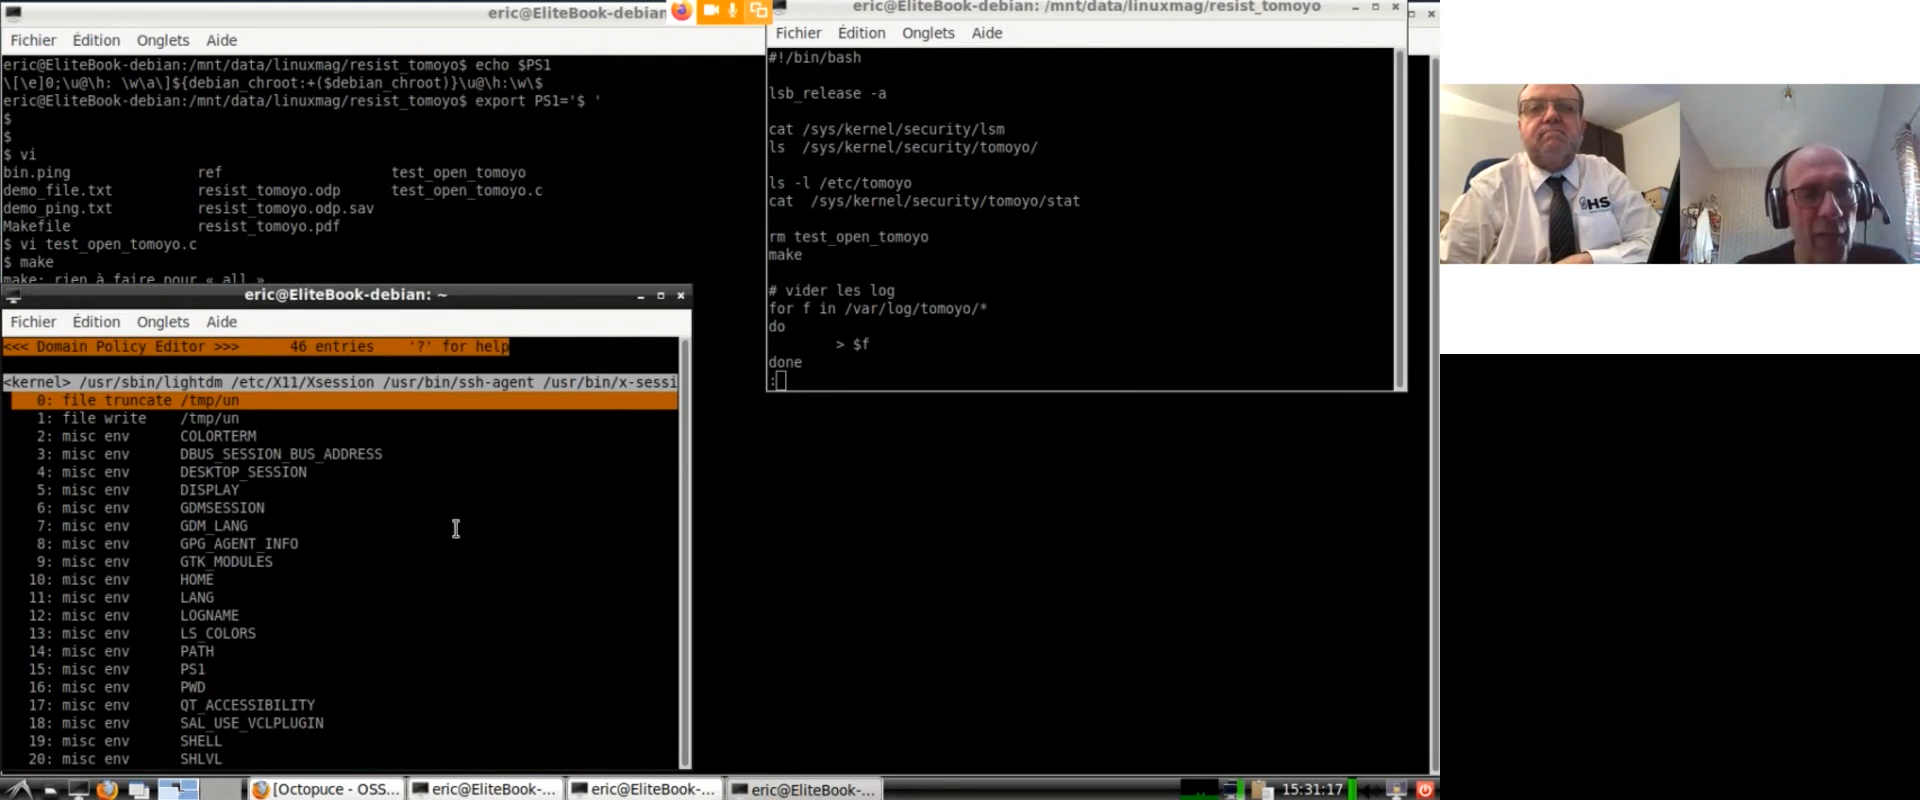 eric@EliteBook-debian
Fichier Édition Onglets Aide
eric@EliteBook-debian:/mnt/data/linuxmag/resist_tomoyo$ echo $PS1
\[\e]0;\u@\h: \w\a\]${debian_chroot:+($debian_chroot)}\u@\h:\w\$
eric@EliteBook-debian:/mnt/data/linuxmag/resist_tomoyo$ export PS1='$ '
$
$
$ vi
bin.ping ref test_open_tomoyo
demo_file.txt resist_tomoyo.odp test_open_tomoyo.c
demo_ping.txt resist_tomoyo.odp.sav
Makefile resist_tomoyo.pdf
$ vi test_open_tomoyo.c
$ make
make: rien à faire pour « all »
eric@EliteBook-debian: ~
Fichier Édition Onglets Aide
<<< Domain Policy Editor >>> 46 entries '?' for help
<kernel> /usr/sbin/lightdm /etc/X11/Xsession /usr/bin/ssh-agent /usr/bin/x-sessi
0: file truncate /tmp/un
1: file write /tmp/un
2: misc env COLORTERM
3: misc env DBUS_SESSION_BUS_ADDRESS
4: misc env DESKTOP_SESSION
5: misc env DISPLAY
6: misc env GDMSESSION
7: misc env GDM_LANG
8: misc env GPG_AGENT_INFO
9: misc env GTK_MODULES
10: misc env HOME
11: misc env LANG
12: misc env LOGNAME
13: misc env LS_COLORS
14: misc env PATH
15: misc env PS1
16: misc env PWD
17: misc env QT_ACCESSIBILITY
18: misc env SAL_USE_VCLPLUGIN
19: misc env SHELL
20: misc env SHLVL
eric@EliteBook-debian: /mnt/data/linuxmag/resist_tomoyo
Fichier Édition Onglets Aide
#!/bin/bash
lsb_release -a
cat /sys/kernel/security/lsm
ls /sys/kernel/security/tomoyo/
ls -l /etc/tomoyo
cat /sys/kernel/security/tomoyo/stat
rm test_open_tomoyo
make
# vider les log
for f in /var/log/tomoyo/*
do
> $f
done
:
HS
[Octopuce - OSS... eric@EliteBook-... eric@EliteBook-... eric@EliteBook-... 15:31:17